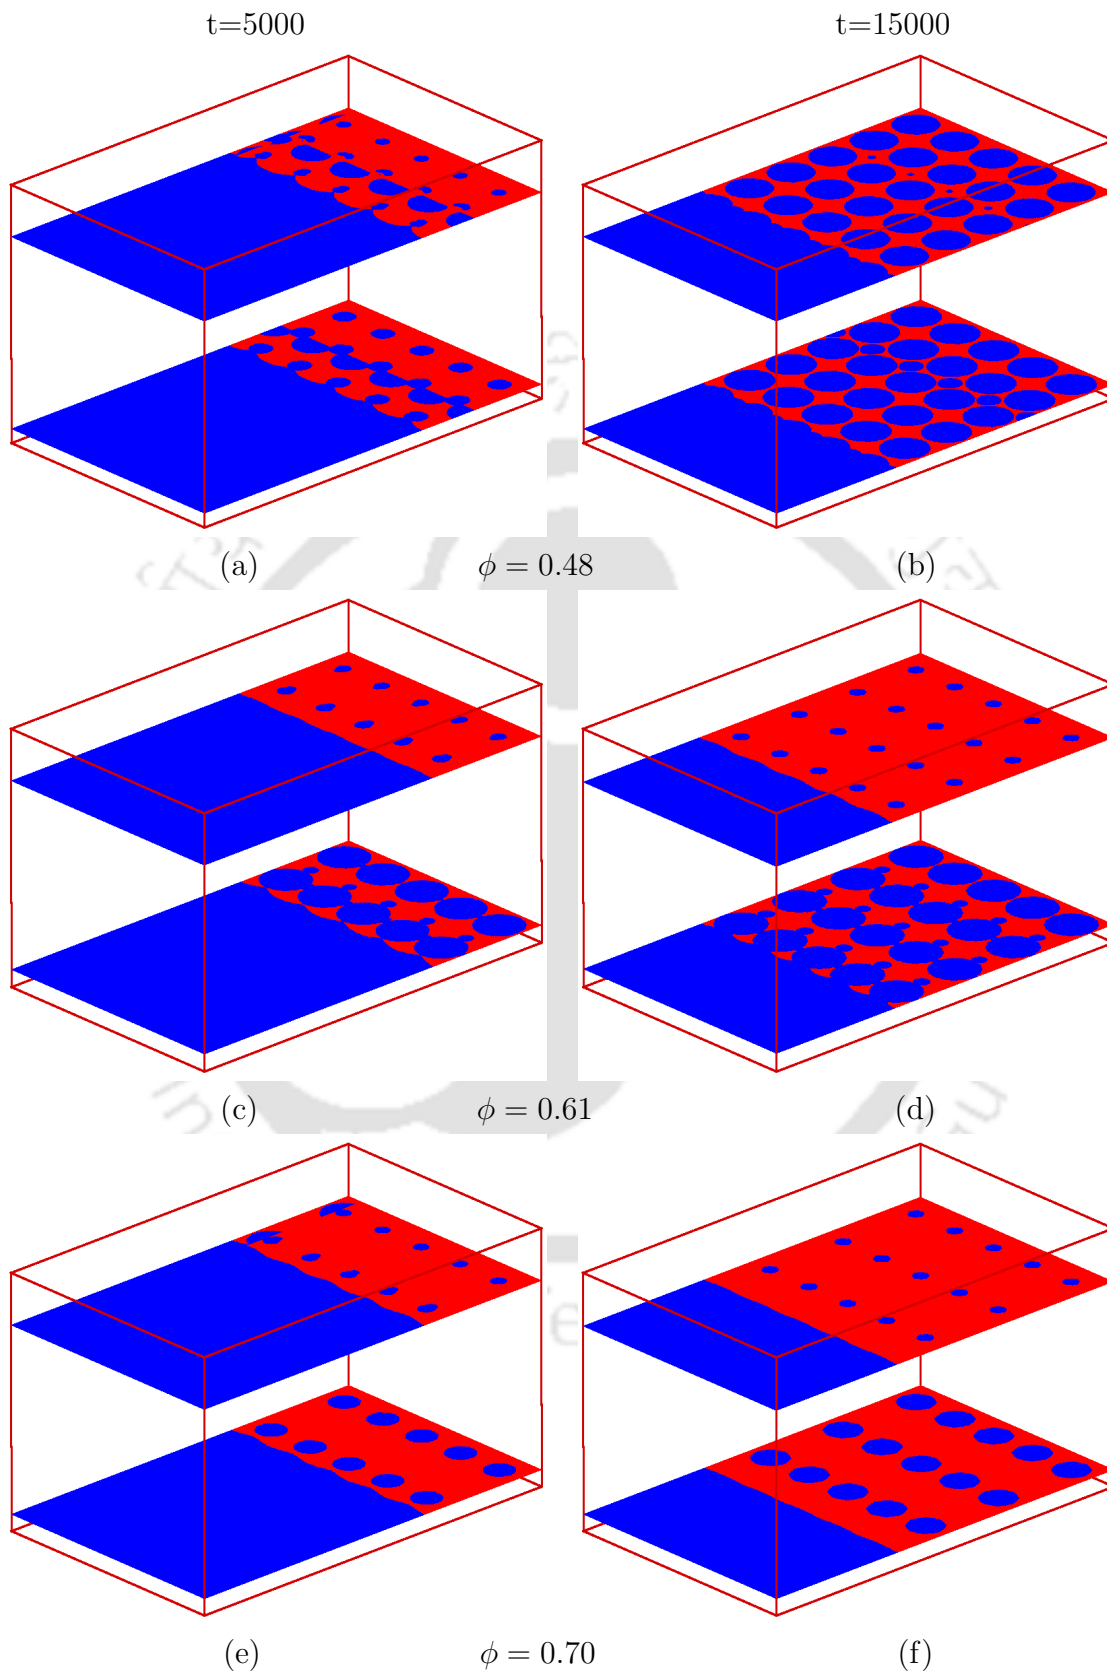 t=5000 t=15000
(a) ϕ = 0.48 (b)
(c) ϕ = 0.61 (d)
(e) ϕ = 0.70 (f)